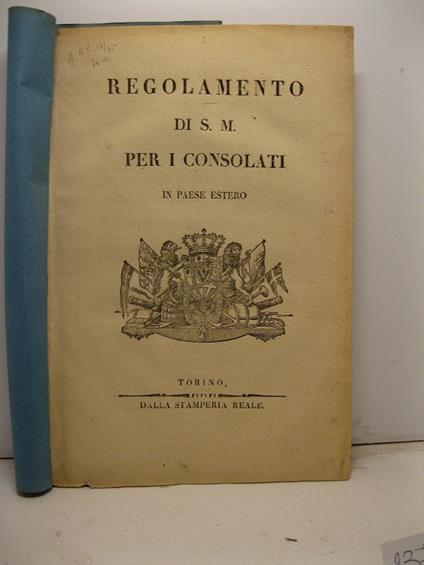 REGOLAMENTO
DI S. M.
PER I CONSOLATI
IN PAESE ESTERO
TORINO,
DALLA STAMPERIA REALE.